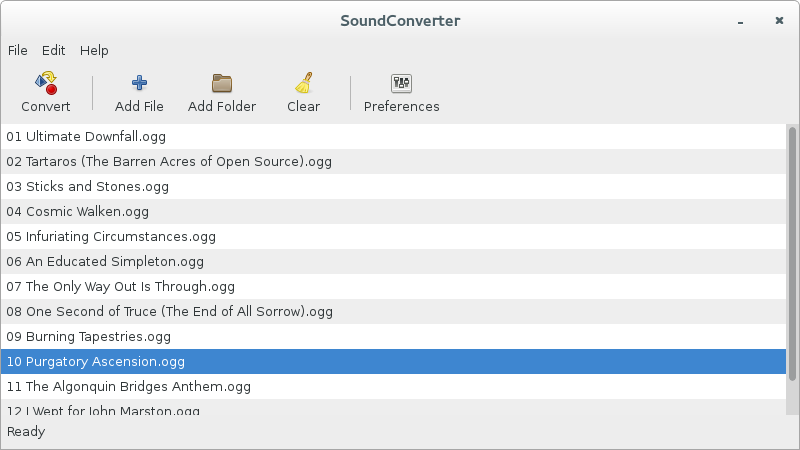 SoundConverter
File Edit Help
Convert Add File Add Folder Clear Preferences
01 Ultimate Downfall.ogg
02 Tartaros (The Barren Acres of Open Source).ogg
03 Sticks and Stones.ogg
04 Cosmic Walken.ogg
05 Infuriating Circumstances.ogg
06 An Educated Simpleton.ogg
07 The Only Way Out Is Through.ogg
08 One Second of Truce (The End of All Sorrow).ogg
09 Burning Tapestries.ogg
10 Purgatory Ascension.ogg
11 The Algonquin Bridges Anthem.ogg
12 I Wept for John Marston.ogg
Ready